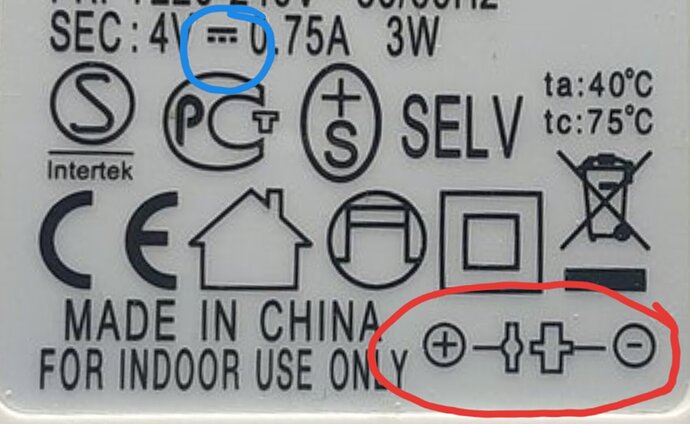 SEC: 4V ⎓ 0.75A 3W
S
Intertek
PCT
+S
SELV
ta:40°C
tc:75°C
CE
MADE IN CHINA
FOR INDOOR USE ONLY
+ -